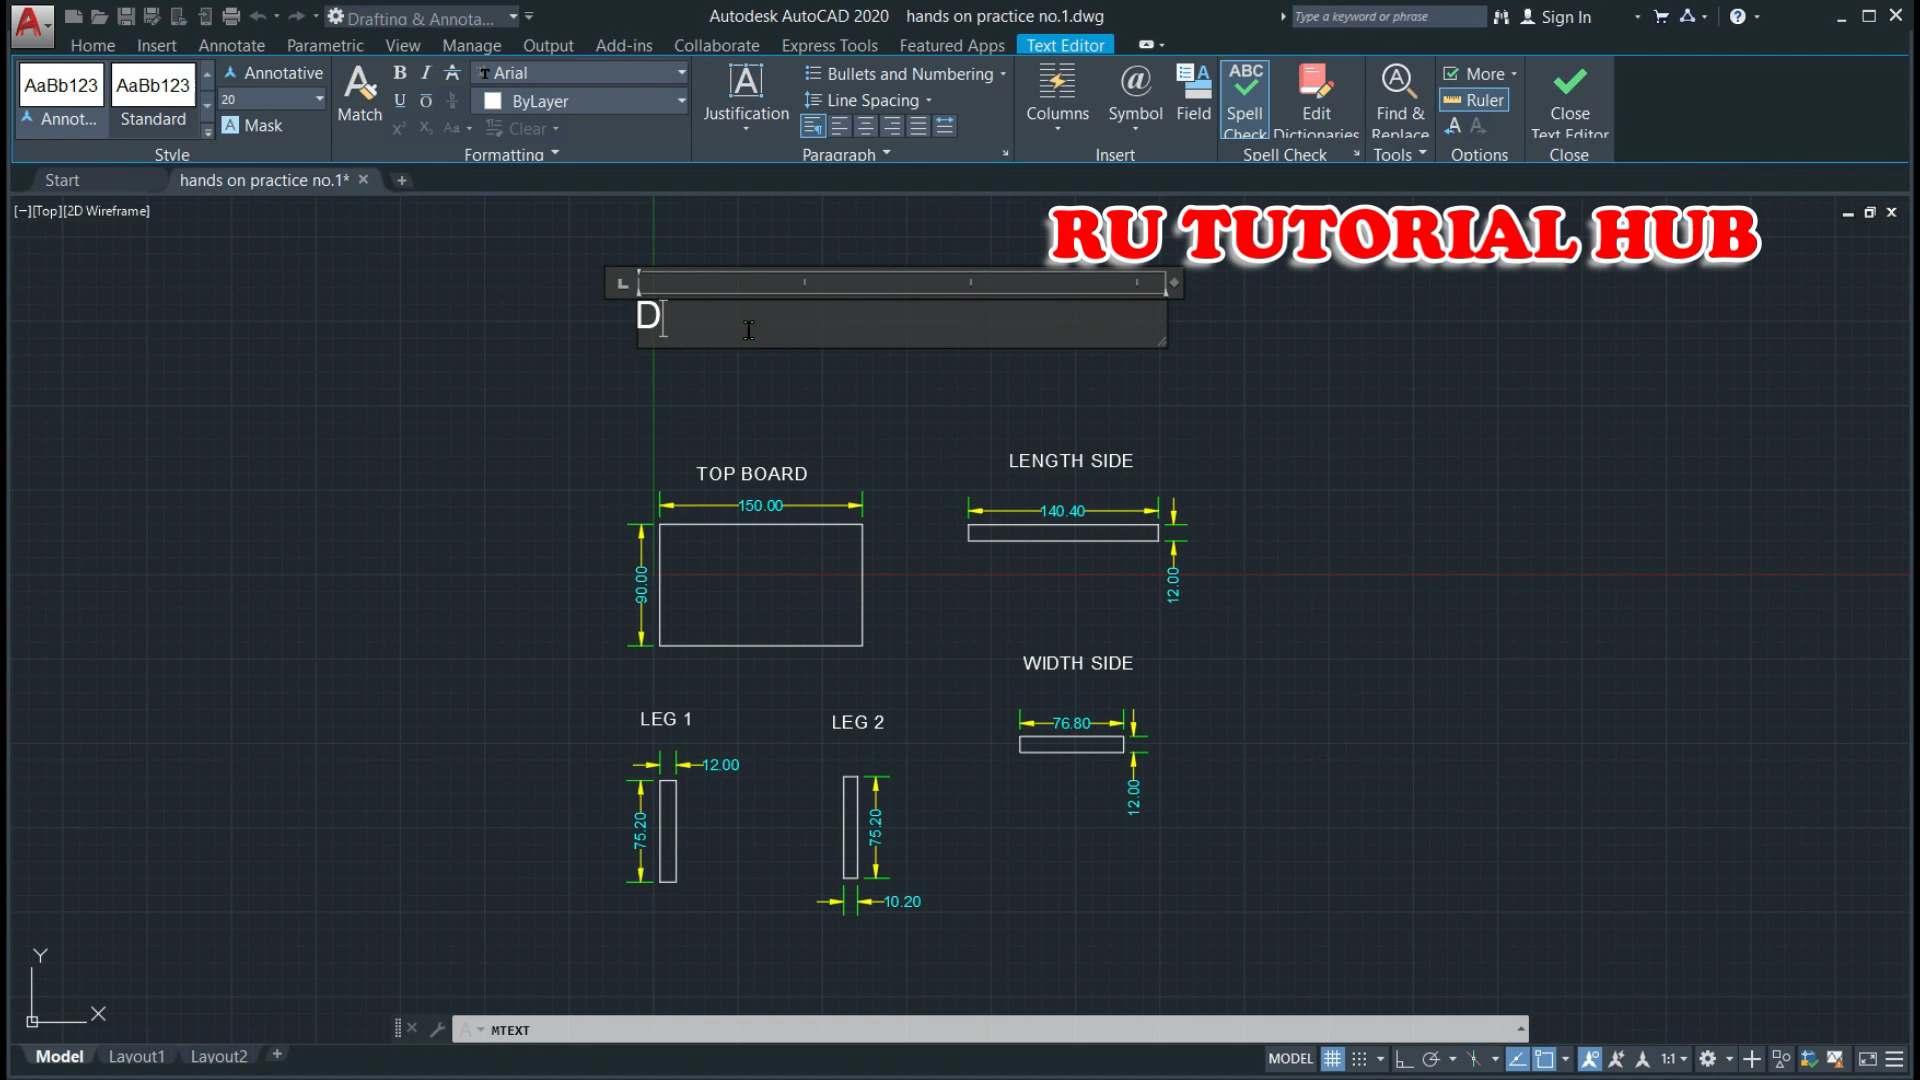 Drafting & Annota...
Autodesk AutoCAD 2020 hands on practice no.1.dwg
Type a keyword or phrase
Sign In
Home Insert Annotate Parametric View Manage Output Add-ins Collaborate Express Tools Featured Apps Text Editor
AaBb123 AaBb123
Annot... Standard
Annotative
20
Mask
Style
Match
B I A
U O
Arial
ByLayer
X² X₂ Aa Clear
Formatting
Justification
Bullets and Numbering
Line Spacing
Paragraph
Columns
@
Symbol
A
Field
Insert
ABC
Spell
Check
Edit
Dictionaries
Spell Check
A
Find &
Replace
Tools
More
Ruler
Options
Close
Text Editor
Close
Start
hands on practice no.1*
[−][Top][2D Wireframe]
RU TUTORIAL HUB
D
TOP BOARD
150.00
90.00
LENGTH SIDE
140.40
12.00
WIDTH SIDE
76.80
12.00
LEG 1
12.00
75.20
LEG 2
75.20
10.20
Y
X
MTEXT
Model Layout1 Layout2
MODEL
1:1